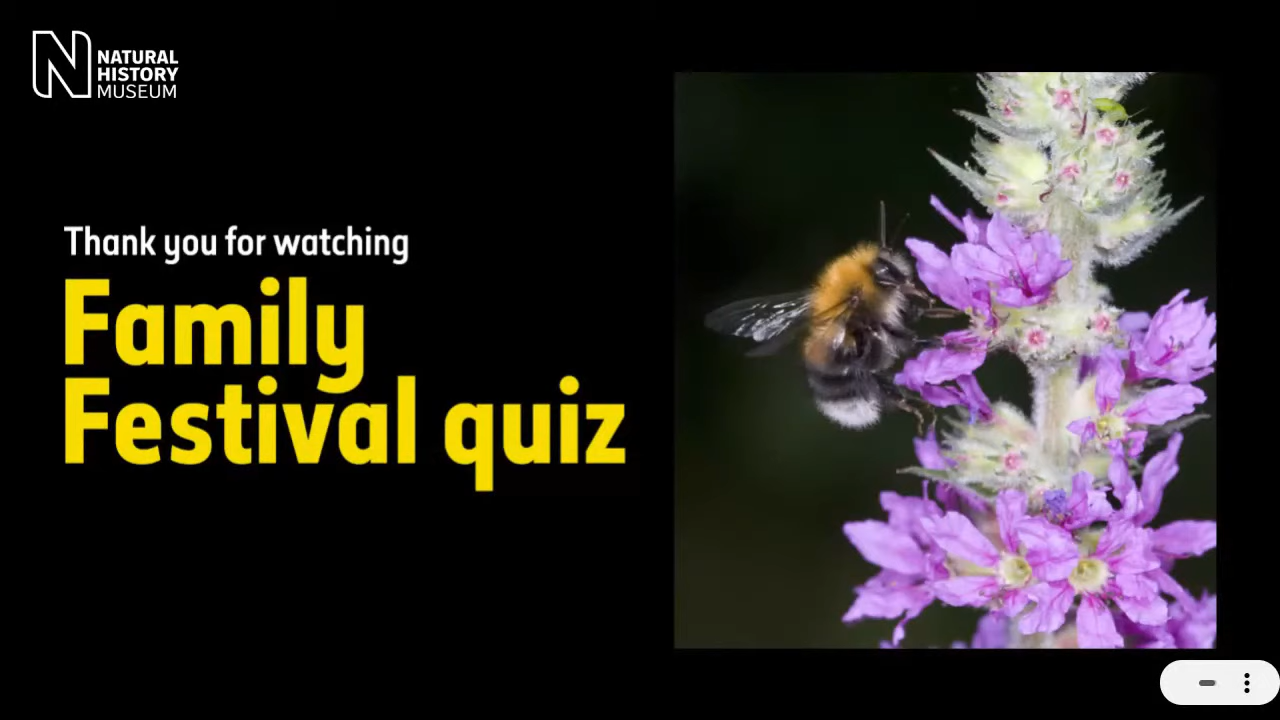 NATURAL
HISTORY
MUSEUM
Thank you for watching
Family
Festival quiz